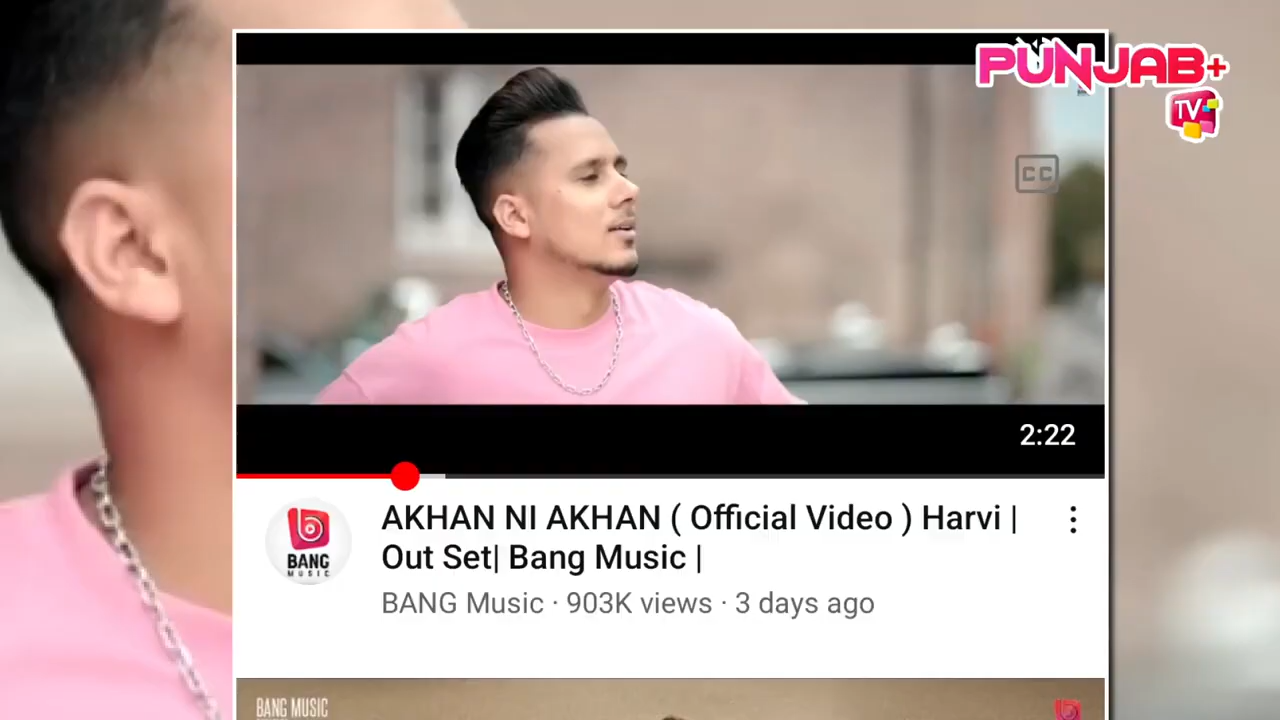 PUNJAB+
TV
CC
2:22
AKHAN NI AKHAN ( Official Video ) Harvi |
Out Set| Bang Music |
BANG
MUSIC
BANG Music · 903K views · 3 days ago
BANG MUSIC